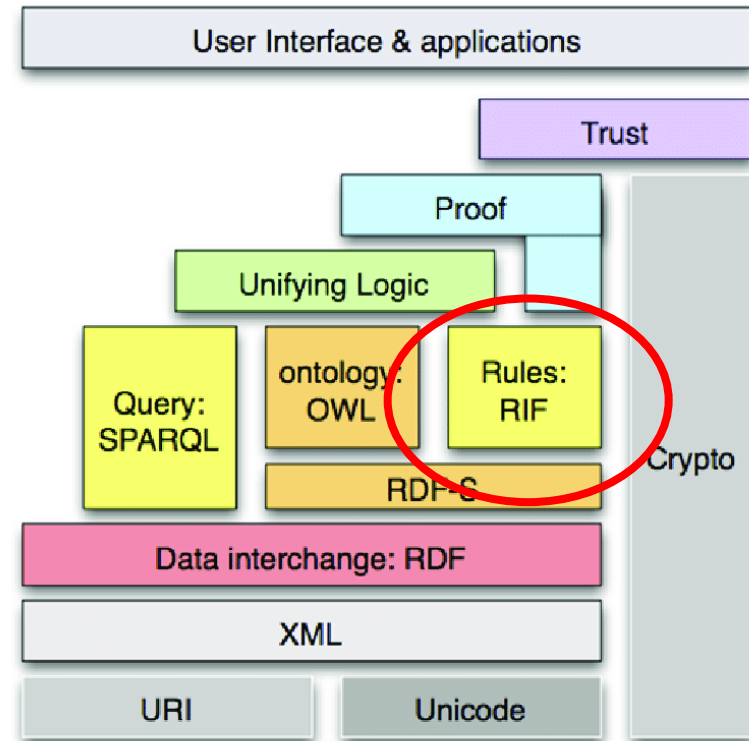 User Interface & applications
Trust
Proof
Unifying Logic
Query:
SPARQL
ontology:
OWL
Rules:
RIF
Crypto
RDF-S
Data interchange: RDF
XML
URI
Unicode